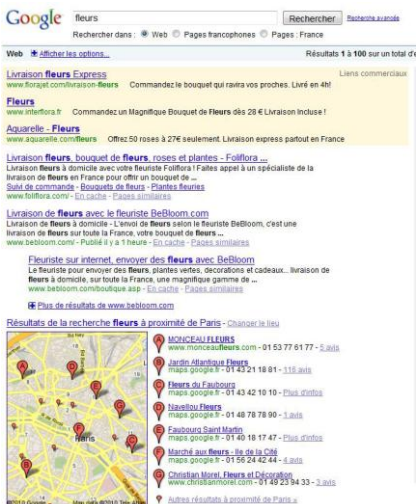 Google fleurs Rechercher Recherche avancée
Rechercher dans : Web Pages francophones Pages : France
Web Afficher les options... Résultats 1 à 100 sur un total d'e
Livraison fleurs Express Liens commerciaux
www.florajet.com/livraison-fleurs Commandez le bouquet qui ravira vos proches. Livré en 4h!
Fleurs
www.interflora.fr Commandez un Magnifique Bouquet de Fleurs dès 28 € Livraison Incluse !
Aquarelle - Fleurs
www.aquarelle.com/fleurs Offrez 50 roses à 27€ seulement. Livraison express partout en France
Livraison fleurs, bouquet de fleurs, roses et plantes - Foliflora ...
Livraison fleurs à domicile avec votre fleuriste Foliflora ! Faites appel à un spécialiste de la
livraison de fleurs en France pour offrir un bouquet de ...
Suivi de commande - Bouquets de fleurs - Plantes fleuries
www.foliflora.com/ - En cache - Pages similaires
Livraison de fleurs avec le fleuriste BeBloom.com
Livraison de fleurs à domicile - L'envoi de fleurs selon le fleuriste BeBloom, c'est une
livraison de fleurs sur toute la France, votre bouquet de fleurs ...
www.bebloom.com/ - Publié il y a 1 heure - En cache - Pages similaires
Fleuriste sur internet, envoyer des fleurs avec BeBloom
Le fleuriste pour envoyer des fleurs, plantes vertes, decorations et cadeaux... livraison de
fleurs à domicile, sur toute la France, une magnifique gamme de ...
www.bebloom.com/boutique.asp - En cache - Pages similaires
Plus de résultats de www.bebloom.com
Résultats de la recherche fleurs à proximité de Paris - Changer le lieu
A MONCEAU FLEURS
www.monceaufleurs.com - 01 53 77 61 77 - 5 avis
B Jardin Atlantique Fleurs
maps.google.fr - 01 43 21 18 81 - 116 avis
C Fleurs du Faubourg
maps.google.fr - 01 43 42 10 10 - Plus d'infos
D Navellou Fleurs
maps.google.fr - 01 48 78 78 90 - 1 avis
E Faubourg Saint Martin
maps.google.fr - 01 40 18 17 47 - Plus d'infos
F Marché aux fleurs - Ile de la Cité
maps.google.fr - 01 56 24 42 44 - 4 avis
G Christian Morel, Fleurs et Décoration
www.christianmorel.com - 01 49 23 94 33 - 3 avis
Autres résultats à proximité de Paris »
Paris
©2010 Google - Map data ©2010 Tele Atlas